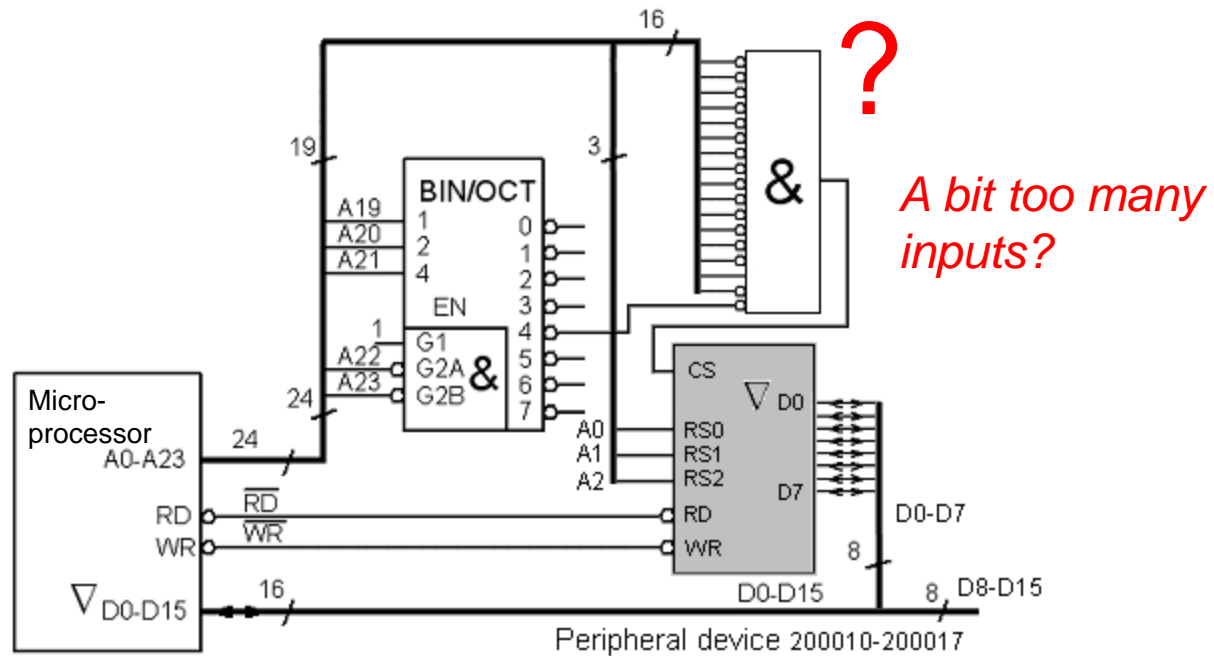 16
?
A bit too many
inputs?
19
3
BIN/OCT
&
A19
A20
A21
1
2
4
0
1
2
3
4
5
6
7
EN
1
G1
A22
G2A
&
A23
G2B
24
CS
▽ D0
Micro-
processor
24
A0-A23
A0
RS0
A1
RS1
A2
RS2
D7
RD
RD
RD
D0-D7
WR
WR
WR
8
▽ D0-D15
16
D0-D15
8
D8-D15
Peripheral device 200010-200017